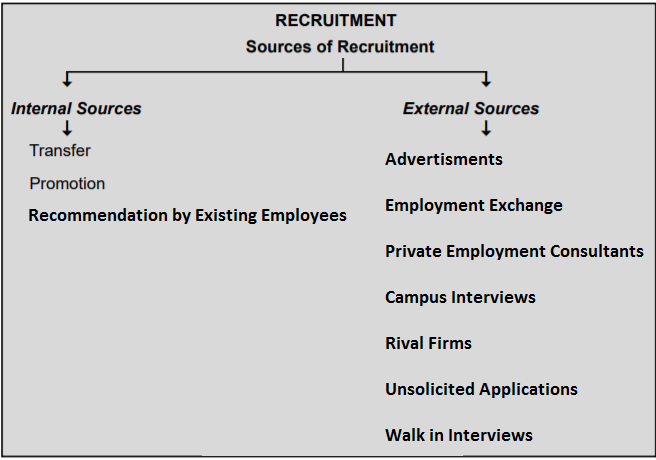 RECRUITMENT
Sources of Recruitment
Internal Sources
Transfer
Promotion
Recommendation by Existing Employees
External Sources
Advertisments
Employment Exchange
Private Employment Consultants
Campus Interviews
Rival Firms
Unsolicited Applications
Walk in Interviews